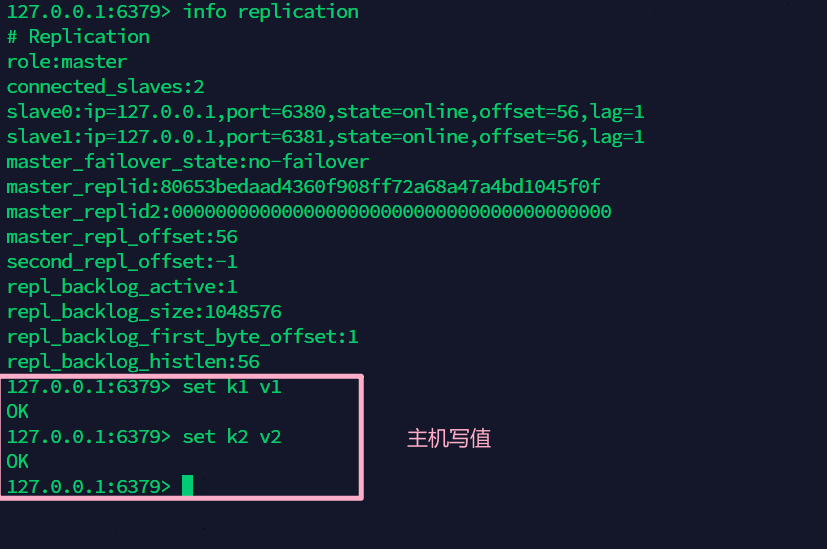 127.0.0.1:6379> info replication
# Replication
role:master
connected_slaves:2
slave0:ip=127.0.0.1,port=6380,state=online,offset=56,lag=1
slave1:ip=127.0.0.1,port=6381,state=online,offset=56,lag=1
master_failover_state:no-failover
master_replid:80653bedaad4360f908ff72a68a47a4bd1045f0f
master_replid2:0000000000000000000000000000000000000000
master_repl_offset:56
second_repl_offset:-1
repl_backlog_active:1
repl_backlog_size:1048576
repl_backlog_first_byte_offset:1
repl_backlog_histlen:56
127.0.0.1:6379> set k1 v1
OK
127.0.0.1:6379> set k2 v2
主机写值
OK
127.0.0.1:6379>